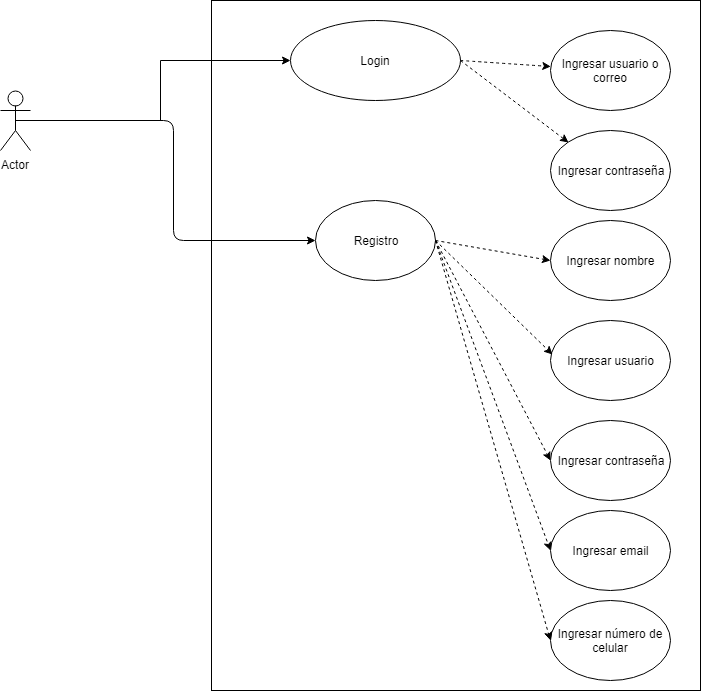 Login
Ingresar usuario o
correo
Actor
Ingresar contraseña
Registro
Ingresar nombre
Ingresar usuario
Ingresar contraseña
Ingresar email
Ingresar número de
celular